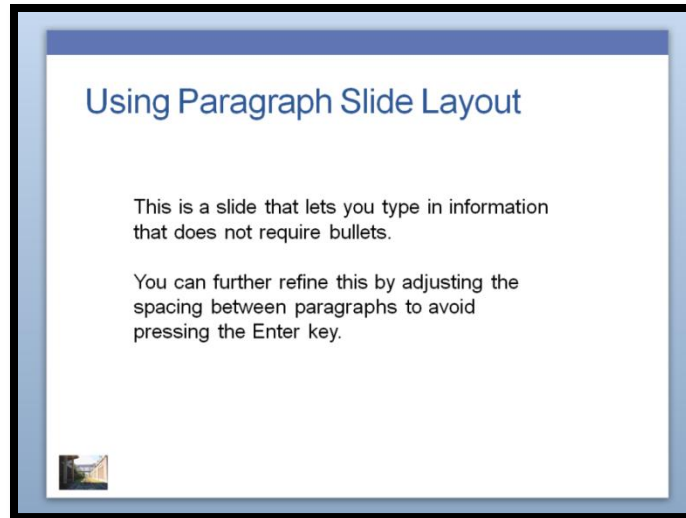 Using Paragraph Slide Layout
This is a slide that lets you type in information
that does not require bullets.
You can further refine this by adjusting the
spacing between paragraphs to avoid
pressing the Enter key.